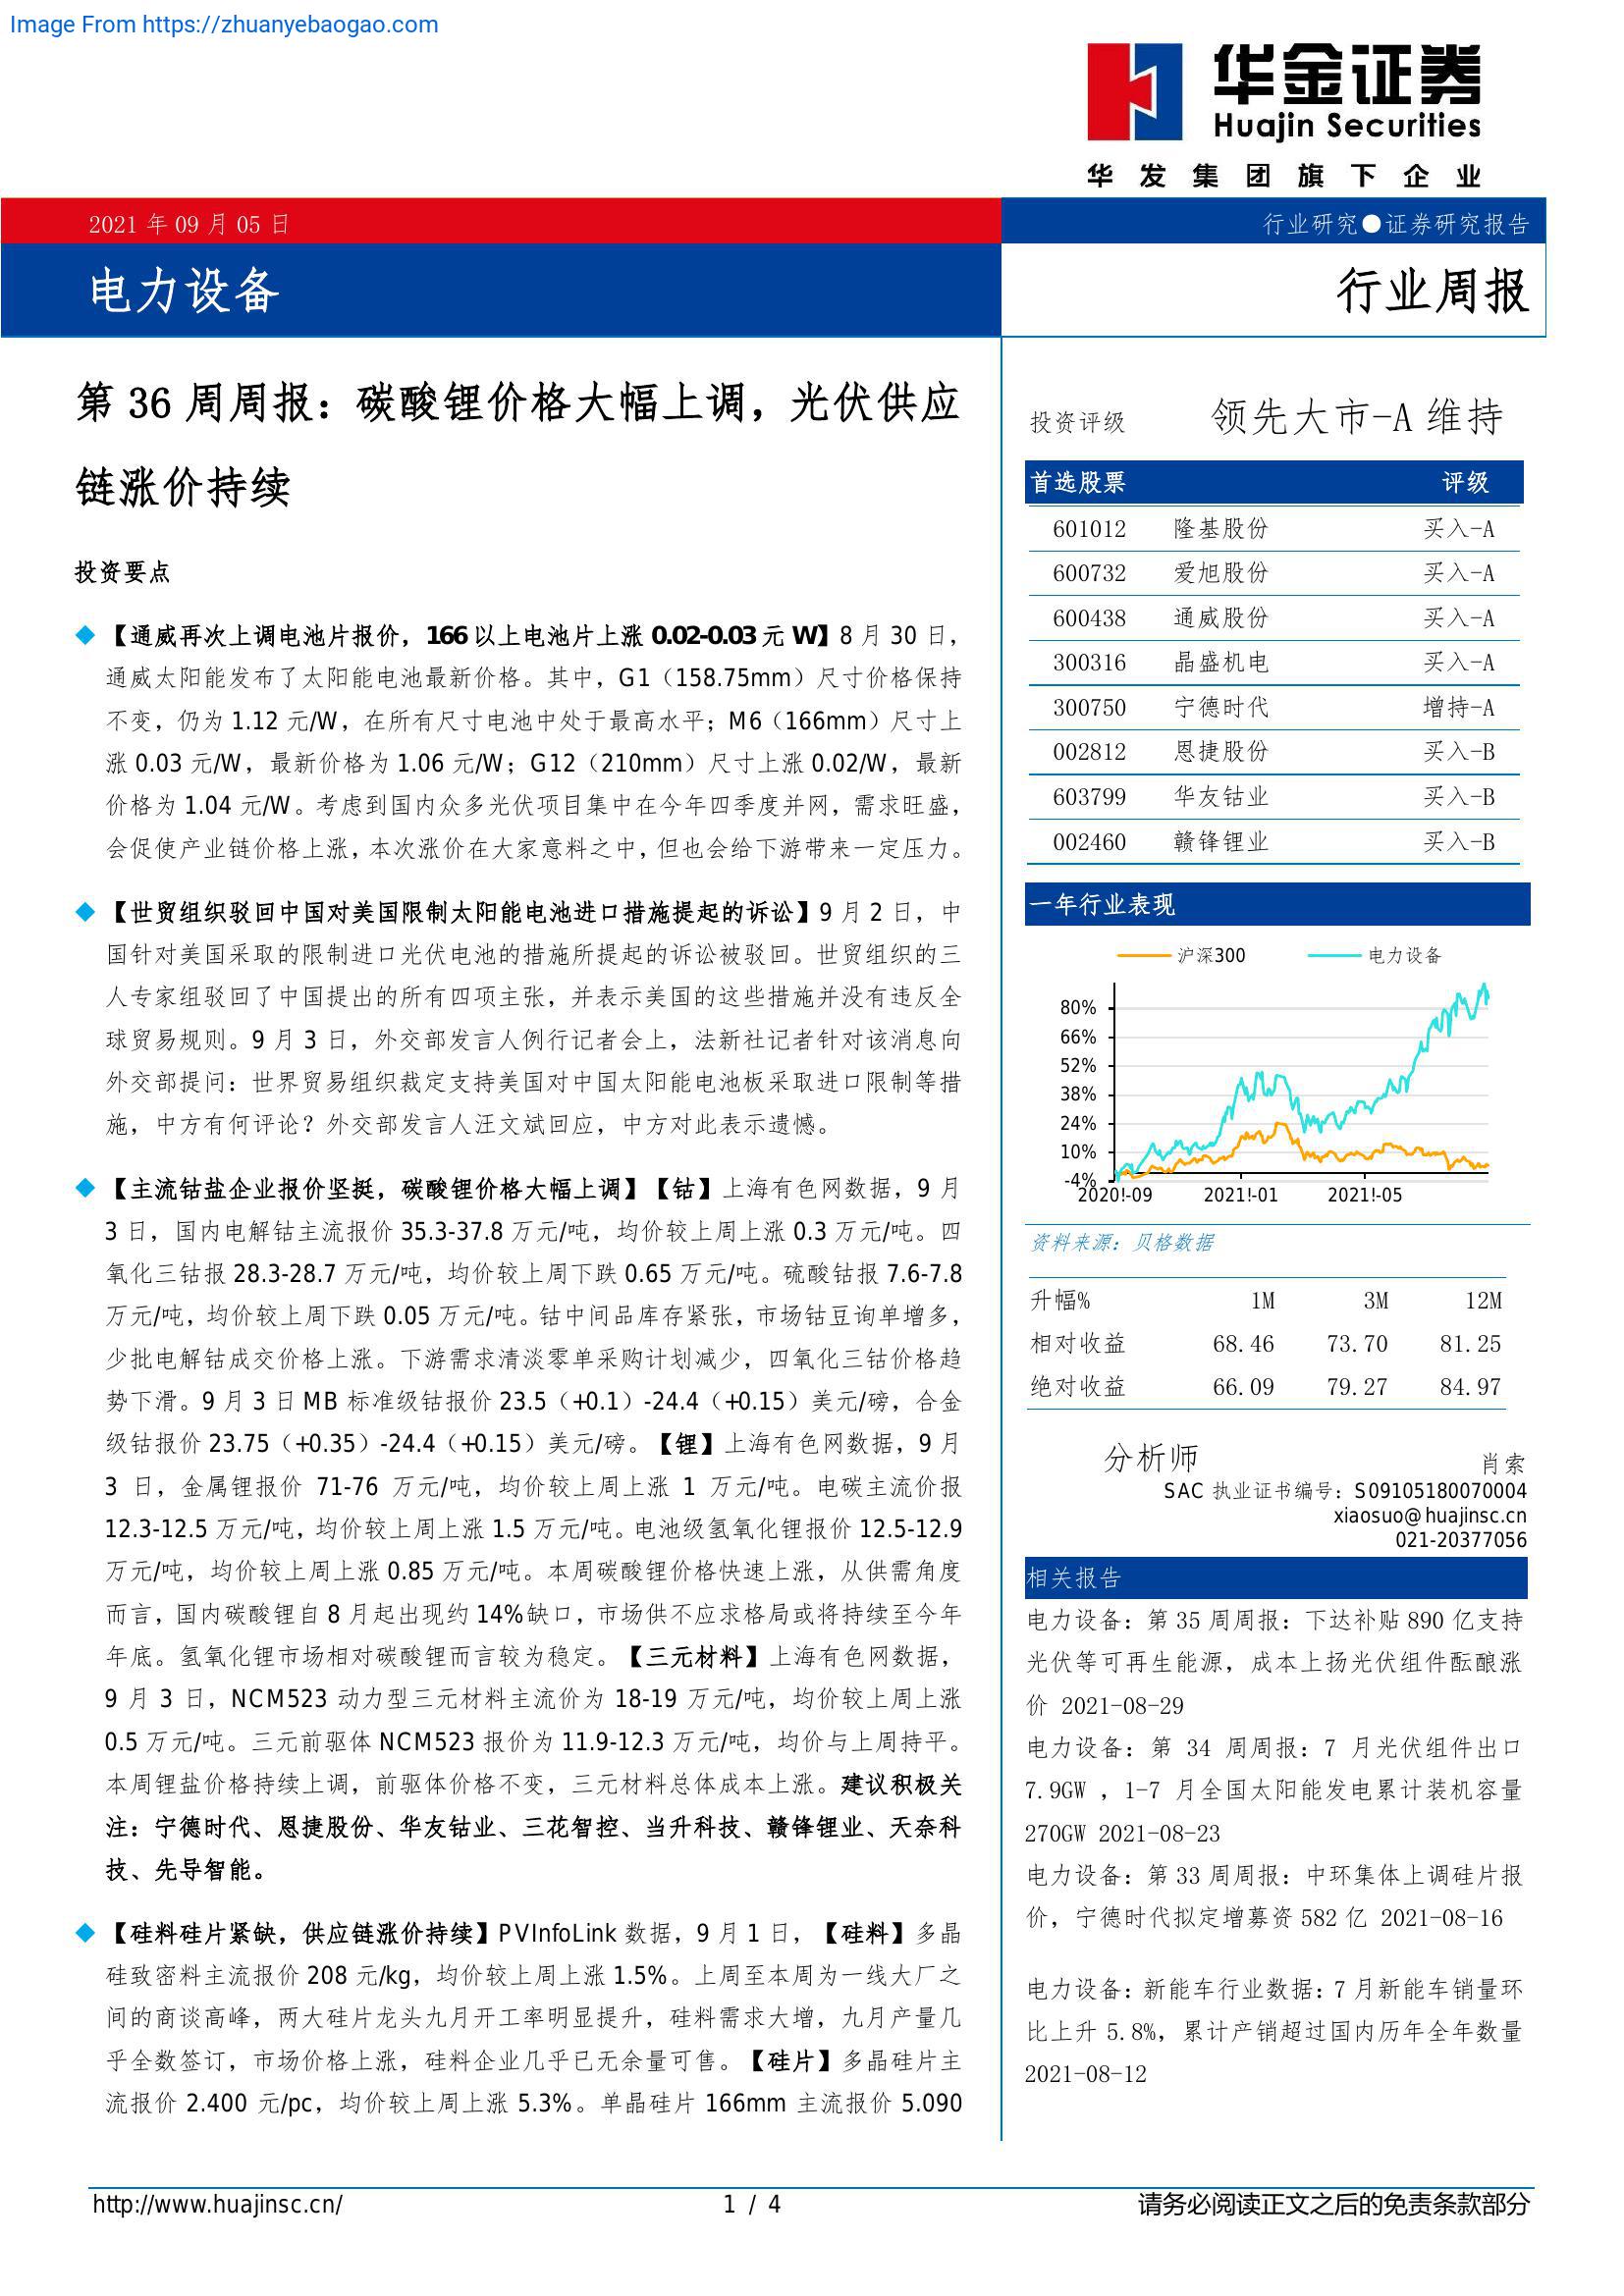 Image From https://zhuanyebaogao.com
华金证券
Huajin Securities
华发集团旗下企业
2021 年 09 月 05 日
行业研究●证券研究报告
电力设备
行业周报
第 36 周周报：碳酸锂价格大幅上调，光伏供应
链涨价持续
投资要点
◆ 【通威再次上调电池片报价，166 以上电池片上涨 0.02-0.03 元 W】8 月 30 日，
通威太阳能发布了太阳能电池最新价格。其中，G1（158.75mm）尺寸价格保持
不变，仍为 1.12 元/W，在所有尺寸电池中处于最高水平；M6（166mm）尺寸上
涨 0.03 元/W，最新价格为 1.06 元/W；G12（210mm）尺寸上涨 0.02/W，最新
价格为 1.04 元/W。考虑到国内众多光伏项目集中在今年四季度并网，需求旺盛，
会促使产业链价格上涨，本次涨价在大家意料之中，但也会给下游带来一定压力。
◆ 【世贸组织驳回中国对美国限制太阳能电池进口措施提起的诉讼】9 月 2 日，中
国针对美国采取的限制进口光伏电池的措施所提起的诉讼被驳回。世贸组织的三
人专家组驳回了中国提出的所有四项主张，并表示美国的这些措施并没有违反全
球贸易规则。9 月 3 日，外交部发言人例行记者会上，法新社记者针对该消息向
外交部提问：世界贸易组织裁定支持美国对中国太阳能电池板采取进口限制等措
施，中方有何评论？外交部发言人汪文斌回应，中方对此表示遗憾。
◆ 【主流钴盐企业报价坚挺，碳酸锂价格大幅上调】【钴】上海有色网数据，9 月
3 日，国内电解钴主流报价 35.3-37.8 万元/吨，均价较上周上涨 0.3 万元/吨。四
氧化三钴报 28.3-28.7 万元/吨，均价较上周下跌 0.65 万元/吨。硫酸钴报 7.6-7.8
万元/吨，均价较上周下跌 0.05 万元/吨。钴中间品库存紧张，市场钴豆询单增多，
少批电解钴成交价格上涨。下游需求清淡零单采购计划减少，四氧化三钴价格趋
势下滑。9 月 3 日 MB 标准级钴报价 23.5（+0.1）-24.4（+0.15）美元/磅，合金
级钴报价 23.75（+0.35）-24.4（+0.15）美元/磅。【锂】上海有色网数据，9 月
3 日，金属锂报价 71-76 万元/吨，均价较上周上涨 1 万元/吨。电碳主流价报
12.3-12.5 万元/吨，均价较上周上涨 1.5 万元/吨。电池级氢氧化锂报价 12.5-12.9
万元/吨，均价较上周上涨 0.85 万元/吨。本周碳酸锂价格快速上涨，从供需角度
而言，国内碳酸锂自 8 月起出现约 14%缺口，市场供不应求格局或将持续至今年
年底。氢氧化锂市场相对碳酸锂而言较为稳定。【三元材料】上海有色网数据，
9 月 3 日，NCM523 动力型三元材料主流价为 18-19 万元/吨，均价较上周上涨
0.5 万元/吨。三元前驱体 NCM523 报价为 11.9-12.3 万元/吨，均价与上周持平。
本周锂盐价格持续上调，前驱体价格不变，三元材料总体成本上涨。建议积极关
注：宁德时代、恩捷股份、华友钴业、三花智控、当升科技、赣锋锂业、天奈科
技、先导智能。
◆ 【硅料硅片紧缺，供应链涨价持续】PVInfoLink 数据，9 月 1 日，【硅料】多晶
硅致密料主流报价 208 元/kg，均价较上周上涨 1.5%。上周至本周为一线大厂之
间的商谈高峰，两大硅片龙头九月开工率明显提升，硅料需求大增，九月产量几
乎全数签订，市场价格上涨，硅料企业几乎已无余量可售。【硅片】多晶硅片主
流报价 2.400 元/pc，均价较上周上涨 5.3%。单晶硅片 166mm 主流报价 5.090
投资评级 领先大市-A 维持
首选股票 评级
601012 隆基股份 买入-A
600732 爱旭股份 买入-A
600438 通威股份 买入-A
300316 晶盛机电 买入-A
300750 宁德时代 增持-A
002812 恩捷股份 买入-B
603799 华友钴业 买入-B
002460 赣锋锂业 买入-B
一年行业表现
沪深300 电力设备
80%
66%
52%
38%
24%
10%
-4%
2020!-09 2021!-01 2021!-05
资料来源：贝格数据
升幅% 1M 3M 12M
相对收益 68.46 73.70 81.25
绝对收益 66.09 79.27 84.97
分析师 肖索
SAC 执业证书编号：S09105180070004
xiaosuo@huajinsc.cn
021-20377056
相关报告
电力设备：第 35 周周报：下达补贴 890 亿支持
光伏等可再生能源，成本上扬光伏组件酝酿涨
价 2021-08-29
电力设备：第 34 周周报：7 月光伏组件出口
7.9GW ，1-7 月全国太阳能发电累计装机容量
270GW 2021-08-23
电力设备：第 33 周周报：中环集体上调硅片报
价，宁德时代拟定增募资 582 亿 2021-08-16
电力设备：新能车行业数据：7 月新能车销量环
比上升 5.8%，累计产销超过国内历年全年数量
2021-08-12
http://www.huajinsc.cn/
1 / 4
请务必阅读正文之后的免责条款部分